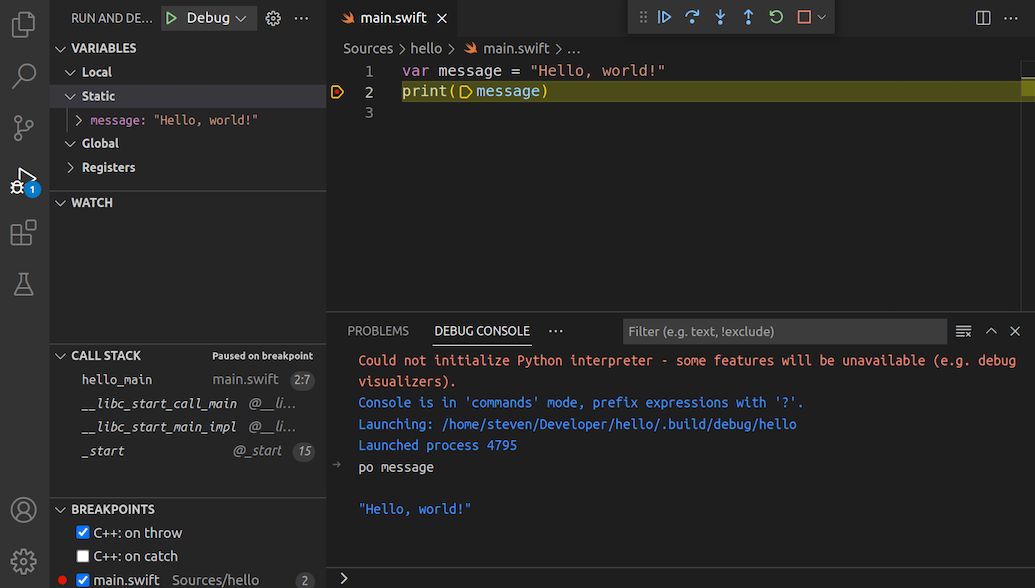 RUN AND DE... Debug
VARIABLES
Local
Static
message: "Hello, world!"
Global
Registers
WATCH
CALL STACK Paused on breakpoint
hello_main main.swift 2:7
__libc_start_call_main @__li...
__libc_start_main_impl @__li...
_start @_start 15
BREAKPOINTS
C++: on throw
C++: on catch
main.swift Sources/hello 2
1
main.swift
Sources > hello > main.swift > ...
1 var message = "Hello, world!"
2 print(message)
3
PROBLEMS DEBUG CONSOLE ... Filter (e.g. text, !exclude)
Could not initialize Python interpreter - some features will be unavailable (e.g. debug
visualizers).
Console is in 'commands' mode, prefix expressions with '?'.
Launching: /home/steven/Developer/hello/.build/debug/hello
Launched process 4795
po message
"Hello, world!"